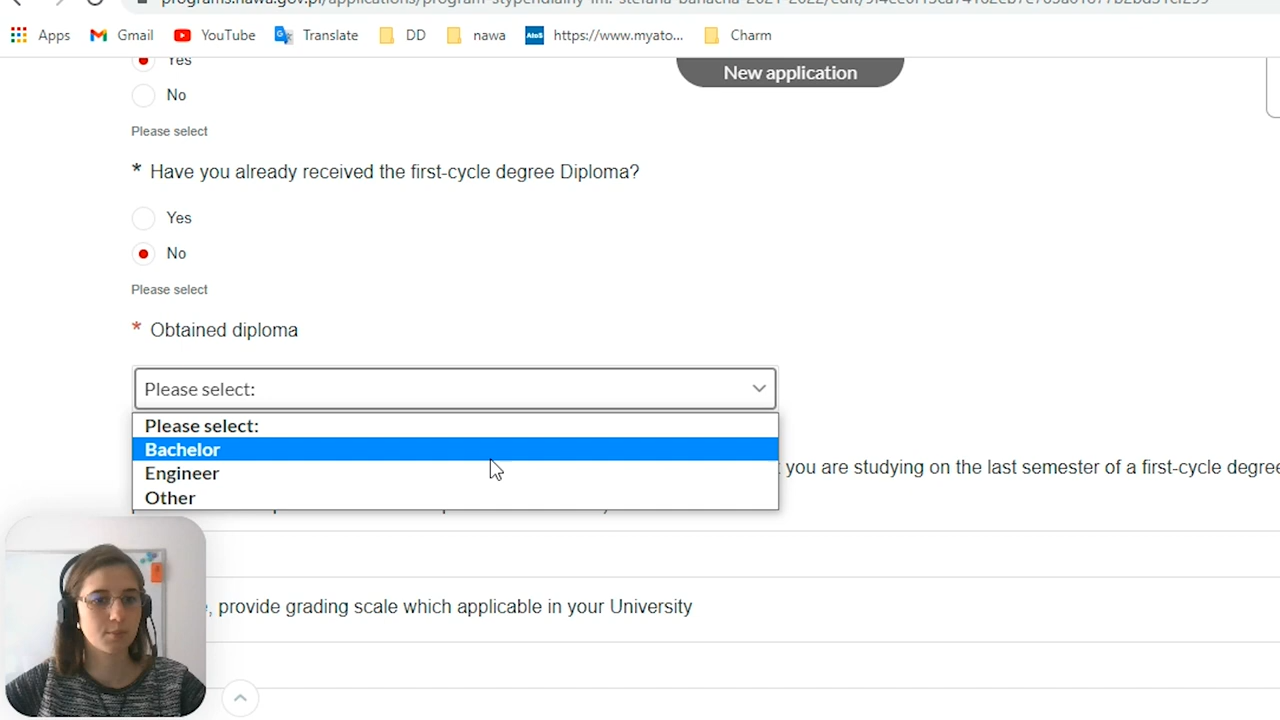 Apps Gmail YouTube Translate DD nawa https://www.myato... Charm
Yes
New application
No
Please select
* Have you already received the first-cycle degree Diploma?
Yes
No
Please select
* Obtained diploma
Please select:
Please select:
Bachelor
you are studying on the last semester of a first-cycle degree
Engineer
Other
provide grading scale which applicable in your University